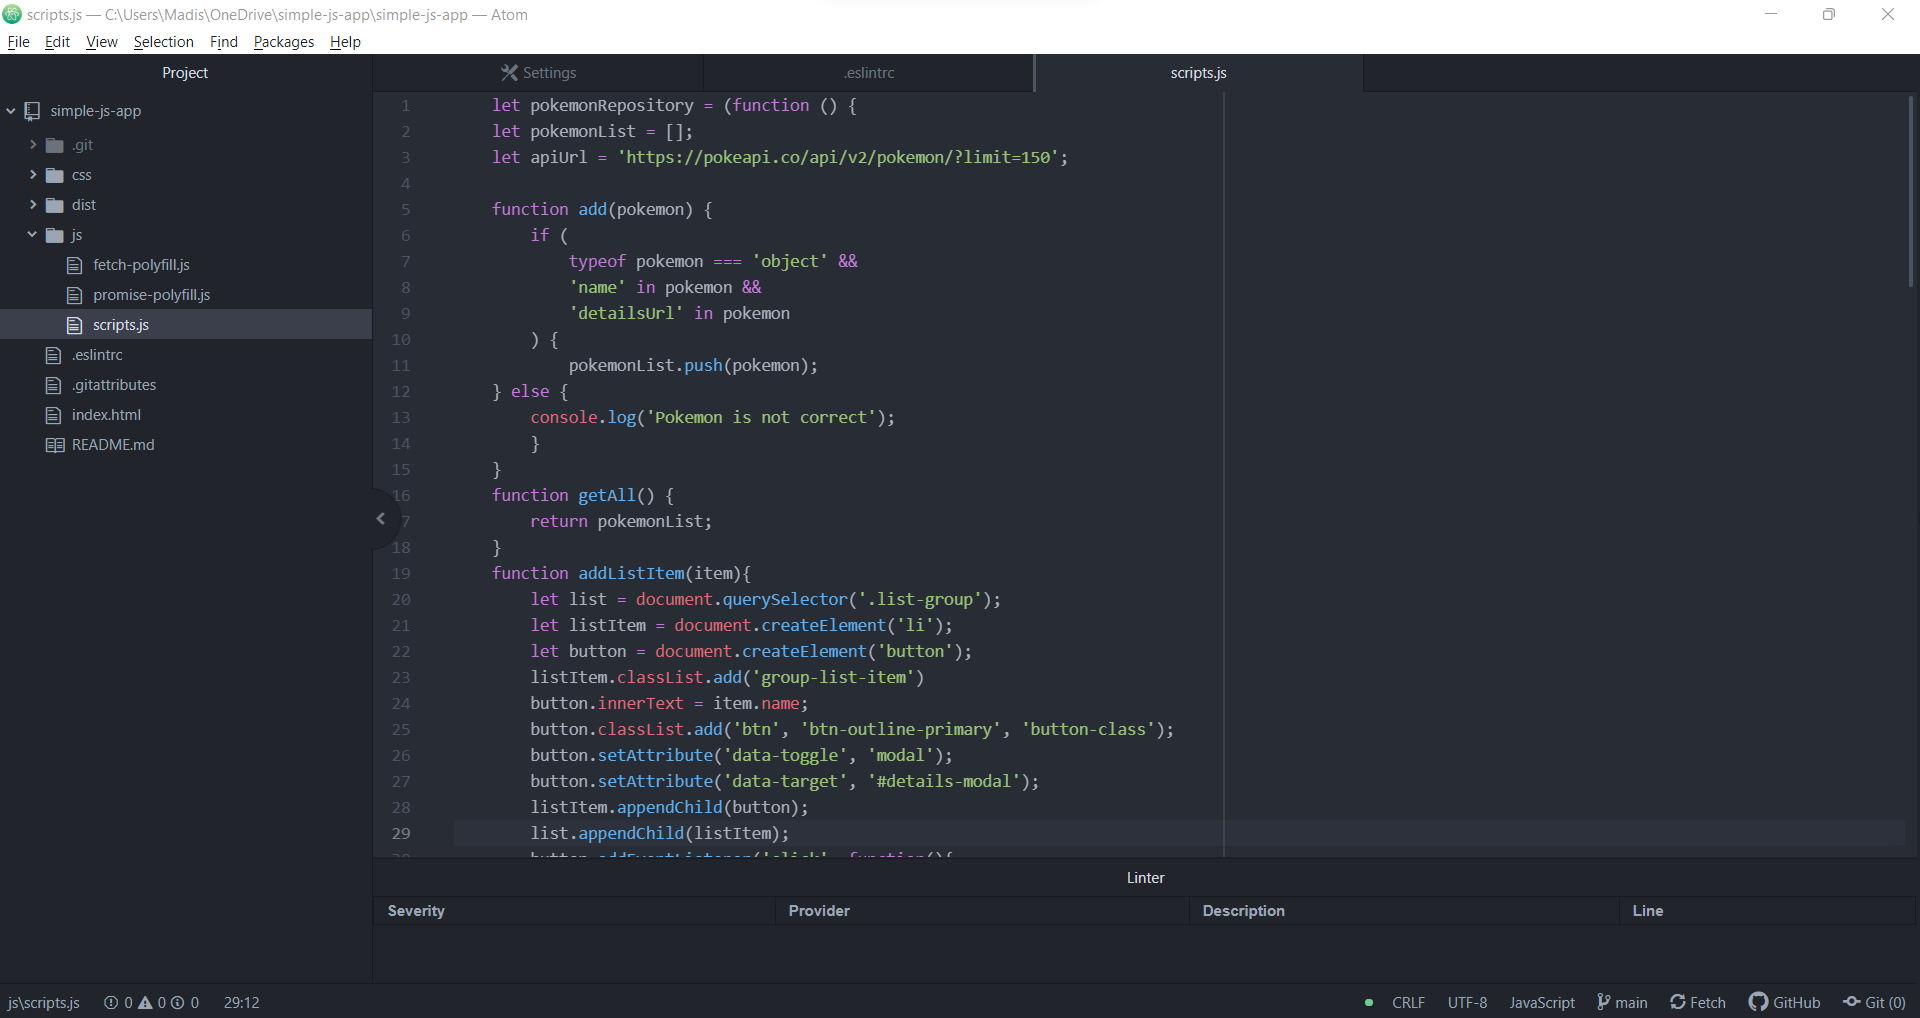 scripts.js — C:\Users\Madis\OneDrive\simple-js-app\simple-js-app — Atom
File Edit View Selection Find Packages Help
Project
simple-js-app
.git
css
dist
js
fetch-polyfill.js
promise-polyfill.js
scripts.js
.eslintrc
.gitattributes
index.html
README.md
Settings .eslintrc scripts.js
1 let pokemonRepository = (function () {
2 let pokemonList = [];
3 let apiUrl = 'https://pokeapi.co/api/v2/pokemon/?limit=150';
4
5 function add(pokemon) {
6 if (
7 typeof pokemon === 'object' &&
8 'name' in pokemon &&
9 'detailsUrl' in pokemon
10 ) {
11 pokemonList.push(pokemon);
12 } else {
13 console.log('Pokemon is not correct');
14 }
15 }
16 function getAll() {
7 return pokemonList;
18 }
19 function addListItem(item){
20 let list = document.querySelector('.list-group');
21 let listItem = document.createElement('li');
22 let button = document.createElement('button');
23 listItem.classList.add('group-list-item')
24 button.innerText = item.name;
25 button.classList.add('btn', 'btn-outline-primary', 'button-class');
26 button.setAttribute('data-toggle', 'modal');
27 button.setAttribute('data-target', '#details-modal');
28 listItem.appendChild(button);
29 list.appendChild(listItem);
button.addEventListener('click', function(){
Linter
Severity Provider Description Line
js\scripts.js 0 0 0 29:12 CRLF UTF-8 JavaScript main Fetch GitHub Git (0)